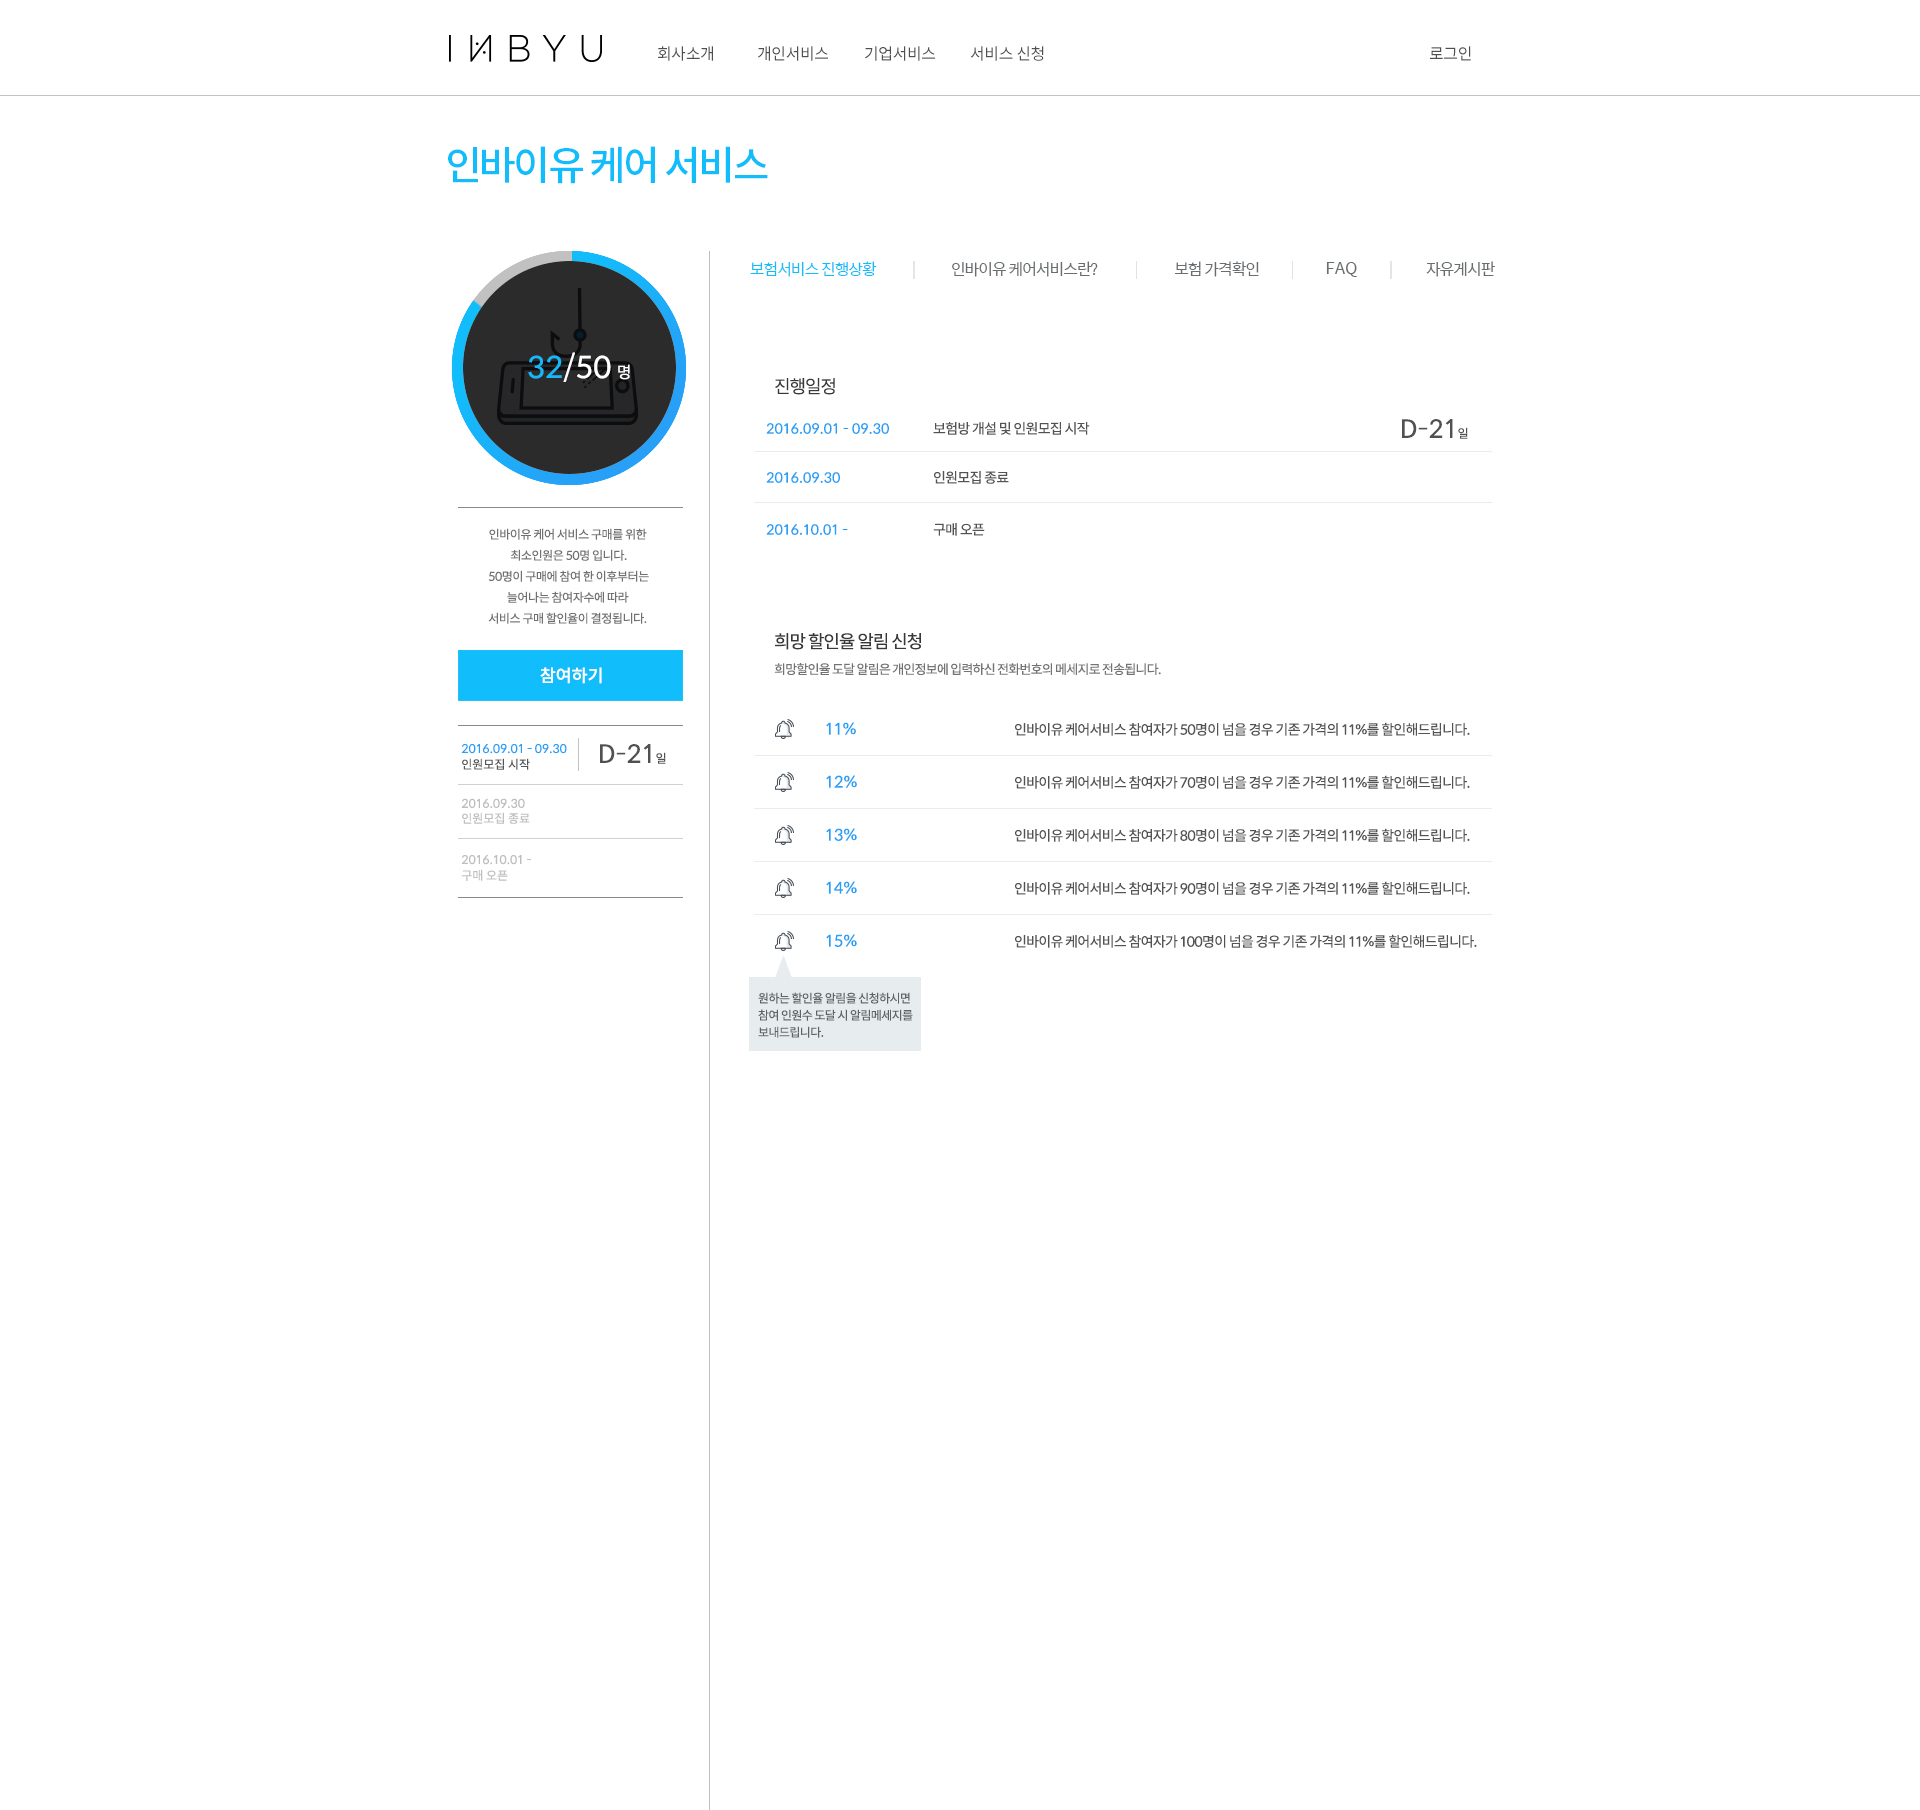 INBYU
회사소개
개인서비스
기업서비스
서비스 신청
로그인
인바이유 케어 서비스
32/50 명
인바이유 케어 서비스 구매를 위한
최소인원은 50명 입니다.
50명이 구매에 참여 한 이후부터는
늘어나는 참여자수에 따라
서비스 구매 할인율이 결정됩니다.
참여하기
2016.09.01 - 09.30
인원모집 시작
D-21일
2016.09.30
인원모집 종료
2016.10.01 -
구매 오픈
보험서비스 진행상황
인바이유 케어서비스란?
보험 가격확인
FAQ
자유게시판
진행일정
2016.09.01 - 09.30 보험방 개설 및 인원모집 시작 D-21일
2016.09.30 인원모집 종료
2016.10.01 - 구매 오픈
희망 할인율 알림 신청
희망할인율 도달 알림은 개인정보에 입력하신 전화번호의 메세지로 전송됩니다.
11% 인바이유 케어서비스 참여자가 50명이 넘을 경우 기존 가격의 11%를 할인해드립니다.
12% 인바이유 케어서비스 참여자가 70명이 넘을 경우 기존 가격의 11%를 할인해드립니다.
13% 인바이유 케어서비스 참여자가 80명이 넘을 경우 기존 가격의 11%를 할인해드립니다.
14% 인바이유 케어서비스 참여자가 90명이 넘을 경우 기존 가격의 11%를 할인해드립니다.
15% 인바이유 케어서비스 참여자가 100명이 넘을 경우 기존 가격의 11%를 할인해드립니다.
원하는 할인율 알림을 신청하시면
참여 인원수 도달 시 알림메세지를
보내드립니다.